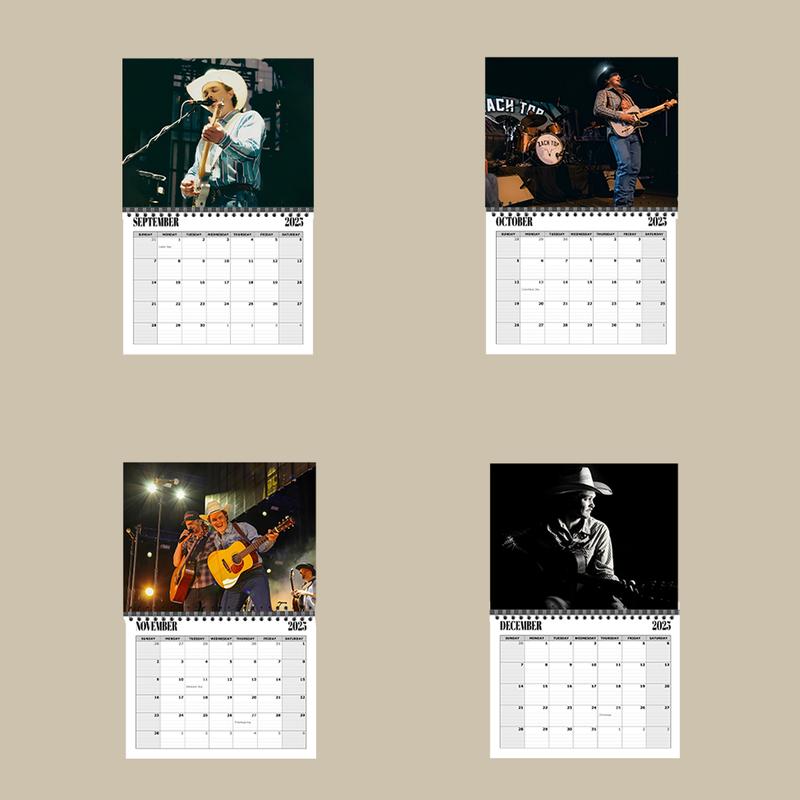 SEPTEMBER 2025
SUNDAY MONDAY TUESDAY WEDNESDAY THURSDAY FRIDAY SATURDAY
31 1 2 3 4 5 6
Labor Day
7 8 9 10 11 12 13
14 15 16 17 18 19 20
21 22 23 24 25 26 27
28 29 30 1 2 3 4
ACH TOP
ZACH TOP
OCTOBER 2025
SUNDAY MONDAY TUESDAY WEDNESDAY THURSDAY FRIDAY SATURDAY
28 29 30 1 2 3 4
5 6 7 8 9 10 11
12 13 14 15 16 17 18
Columbus Day
19 20 21 22 23 24 25
26 27 28 29 30 31 1
NOVEMBER 2025
SUNDAY MONDAY TUESDAY WEDNESDAY THURSDAY FRIDAY SATURDAY
26 27 28 29 30 31 1
2 3 4 5 6 7 8
9 10 11 12 13 14 15
Veterans Day
16 17 18 19 20 21 22
23 24 25 26 27 28 29
Thanksgiving
30 1 2 3 4 5 6
DECEMBER 2025
SUNDAY MONDAY TUESDAY WEDNESDAY THURSDAY FRIDAY SATURDAY
30 1 2 3 4 5 6
7 8 9 10 11 12 13
14 15 16 17 18 19 20
21 22 23 24 25 26 27
Christmas
28 29 30 31 1 2 3